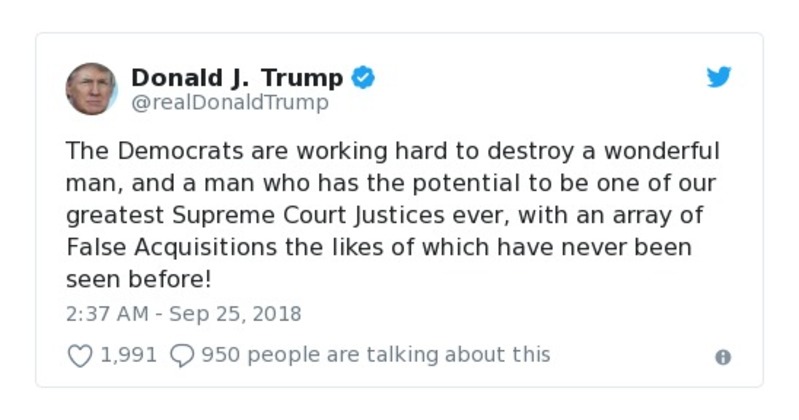 Donald J. Trump
@realDonaldTrump
The Democrats are working hard to destroy a wonderful
man, and a man who has the potential to be one of our
greatest Supreme Court Justices ever, with an array of
False Acquisitions the likes of which have never been
seen before!
2:37 AM - Sep 25, 2018
1,991 950 people are talking about this